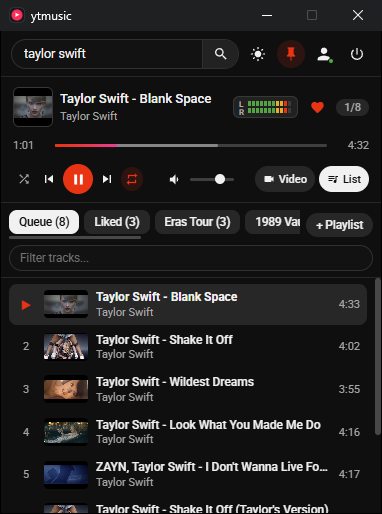 ytmusic
taylor swift
Taylor Swift - Blank Space
Taylor Swift
L
R
1/8
1:01
4:32
Video
List
Queue (8)
Liked (3)
Eras Tour (3)
1989 Vau
+ Playlist
Filter tracks...
Taylor Swift - Blank Space
Taylor Swift
4:33
2
Taylor Swift - Shake It Off
Taylor Swift
4:02
3
Taylor Swift - Wildest Dreams
Taylor Swift
3:55
4
Taylor Swift - Look What You Made Me Do
Taylor Swift
4:16
5
ZAYN, Taylor Swift - I Don't Wanna Live Fo...
Taylor Swift
4:17
Taylor Swift - Shake It Off (Taylor's Version)